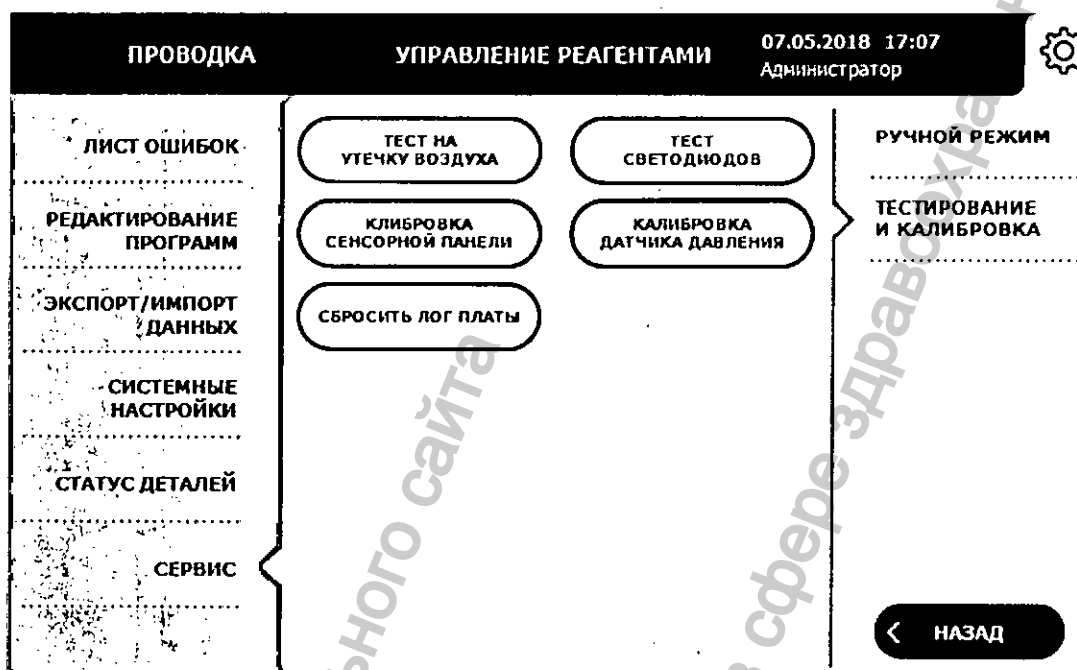 ПРОВОДКА
УПРАВЛЕНИЕ РЕАГЕНТАМИ
07.05.2018 17:07
Администратор
ЛИСТ ОШИБОК
РЕДАКТИРОВАНИЕ
ПРОГРАММ
ЭКСПОРТ/ИМПОРТ
ДАННЫХ
СИСТЕМНЫЕ
НАСТРОЙКИ
СТАТУС ДЕТАЛЕЙ
СЕРВИС
ТЕСТ НА
УТЕЧКУ ВОЗДУХА
ТЕСТ
СВЕТОДИОДОВ
КЛИБРОВКА
СЕНСОРНОЙ ПАНЕЛИ
КАЛИБРОВКА
ДАТЧИКА ДАВЛЕНИЯ
СБРОСИТЬ ЛОГ ПЛАТЫ
РУЧНОЙ РЕЖИМ
ТЕСТИРОВАНИЕ
И КАЛИБРОВКА
НАЗАД
сайта
в сфере